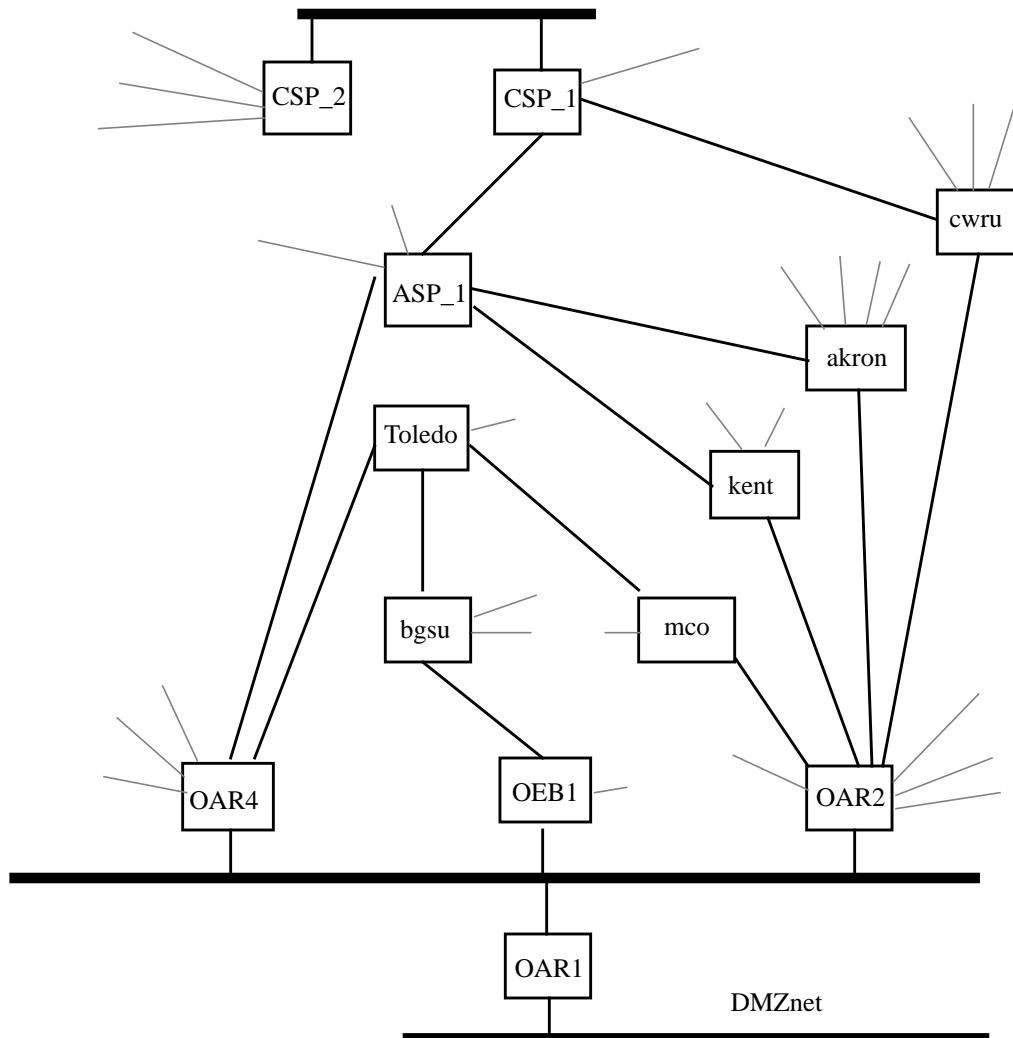 CSP_2
CSP_1
cwru
ASP_1
akron
Toledo
kent
bgsu
mco
OAR4
OEB1
OAR2
OAR1
DMZnet